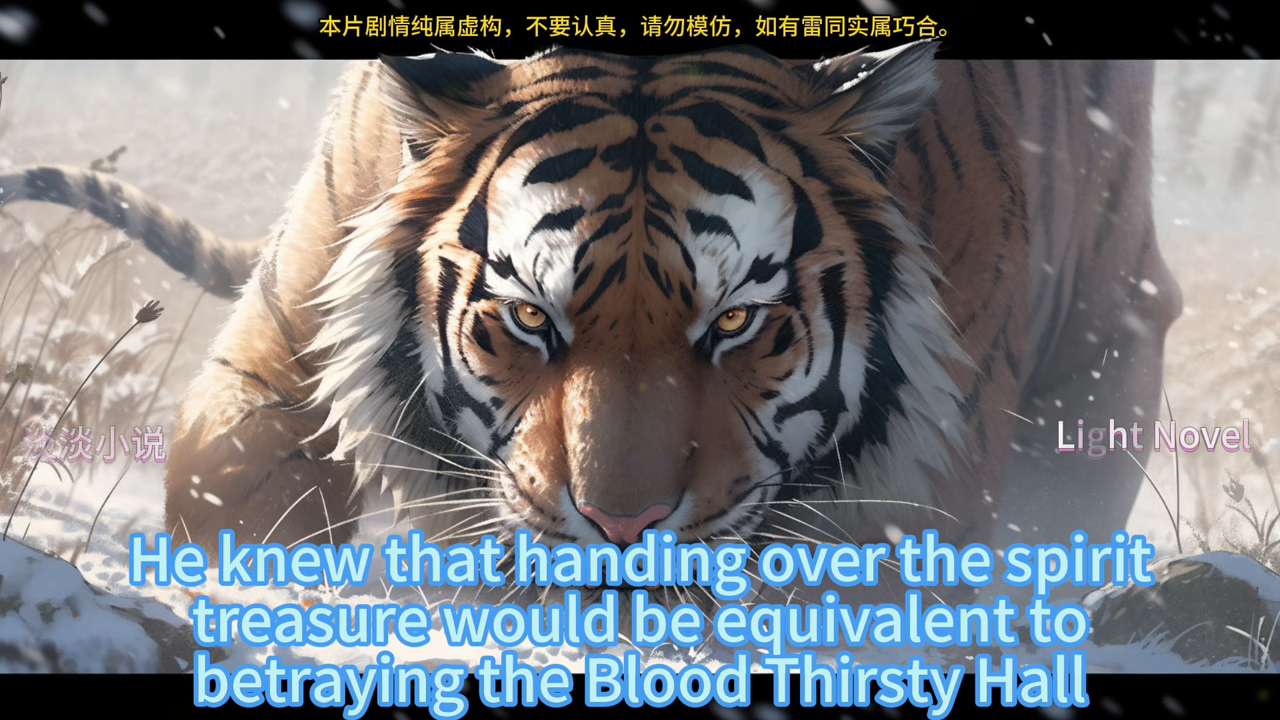 本片剧情纯属虚构，不要认真，请勿模仿，如有雷同实属巧合。
淡淡小说
Light Novel
He knew that handing over the spirit
treasure would be equivalent to
betraying the Blood Thirsty Hall